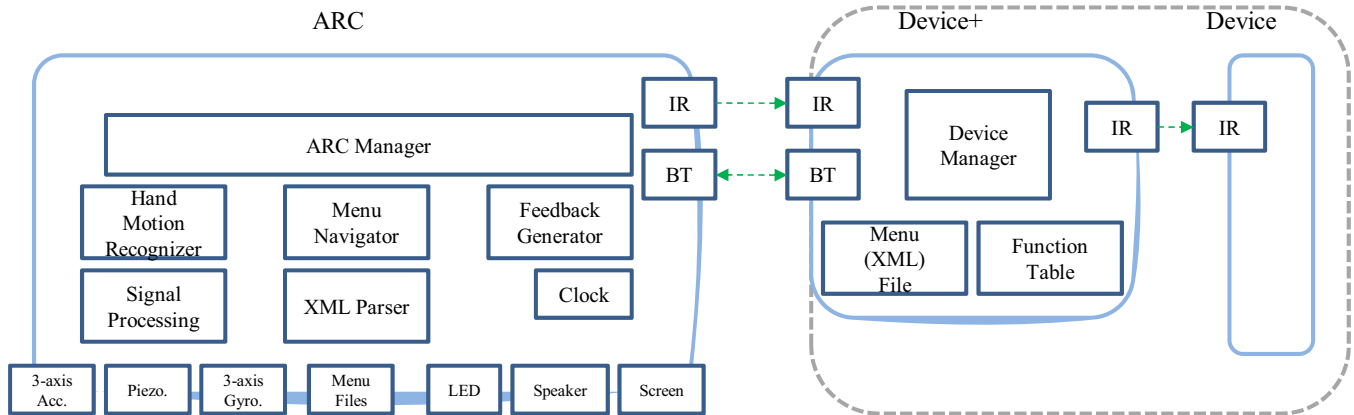 ARC
Device+
Device
IR
IR
IR
IR
ARC Manager
Device
Manager
BT
BT
Hand
Motion
Recognizer
Menu
Navigator
Feedback
Generator
Menu
(XML)
File
Function
Table
Signal
Processing
XML Parser
Clock
3-axis
Acc.
Piezo.
3-axis
Gyro.
Menu
Files
LED
Speaker
Screen